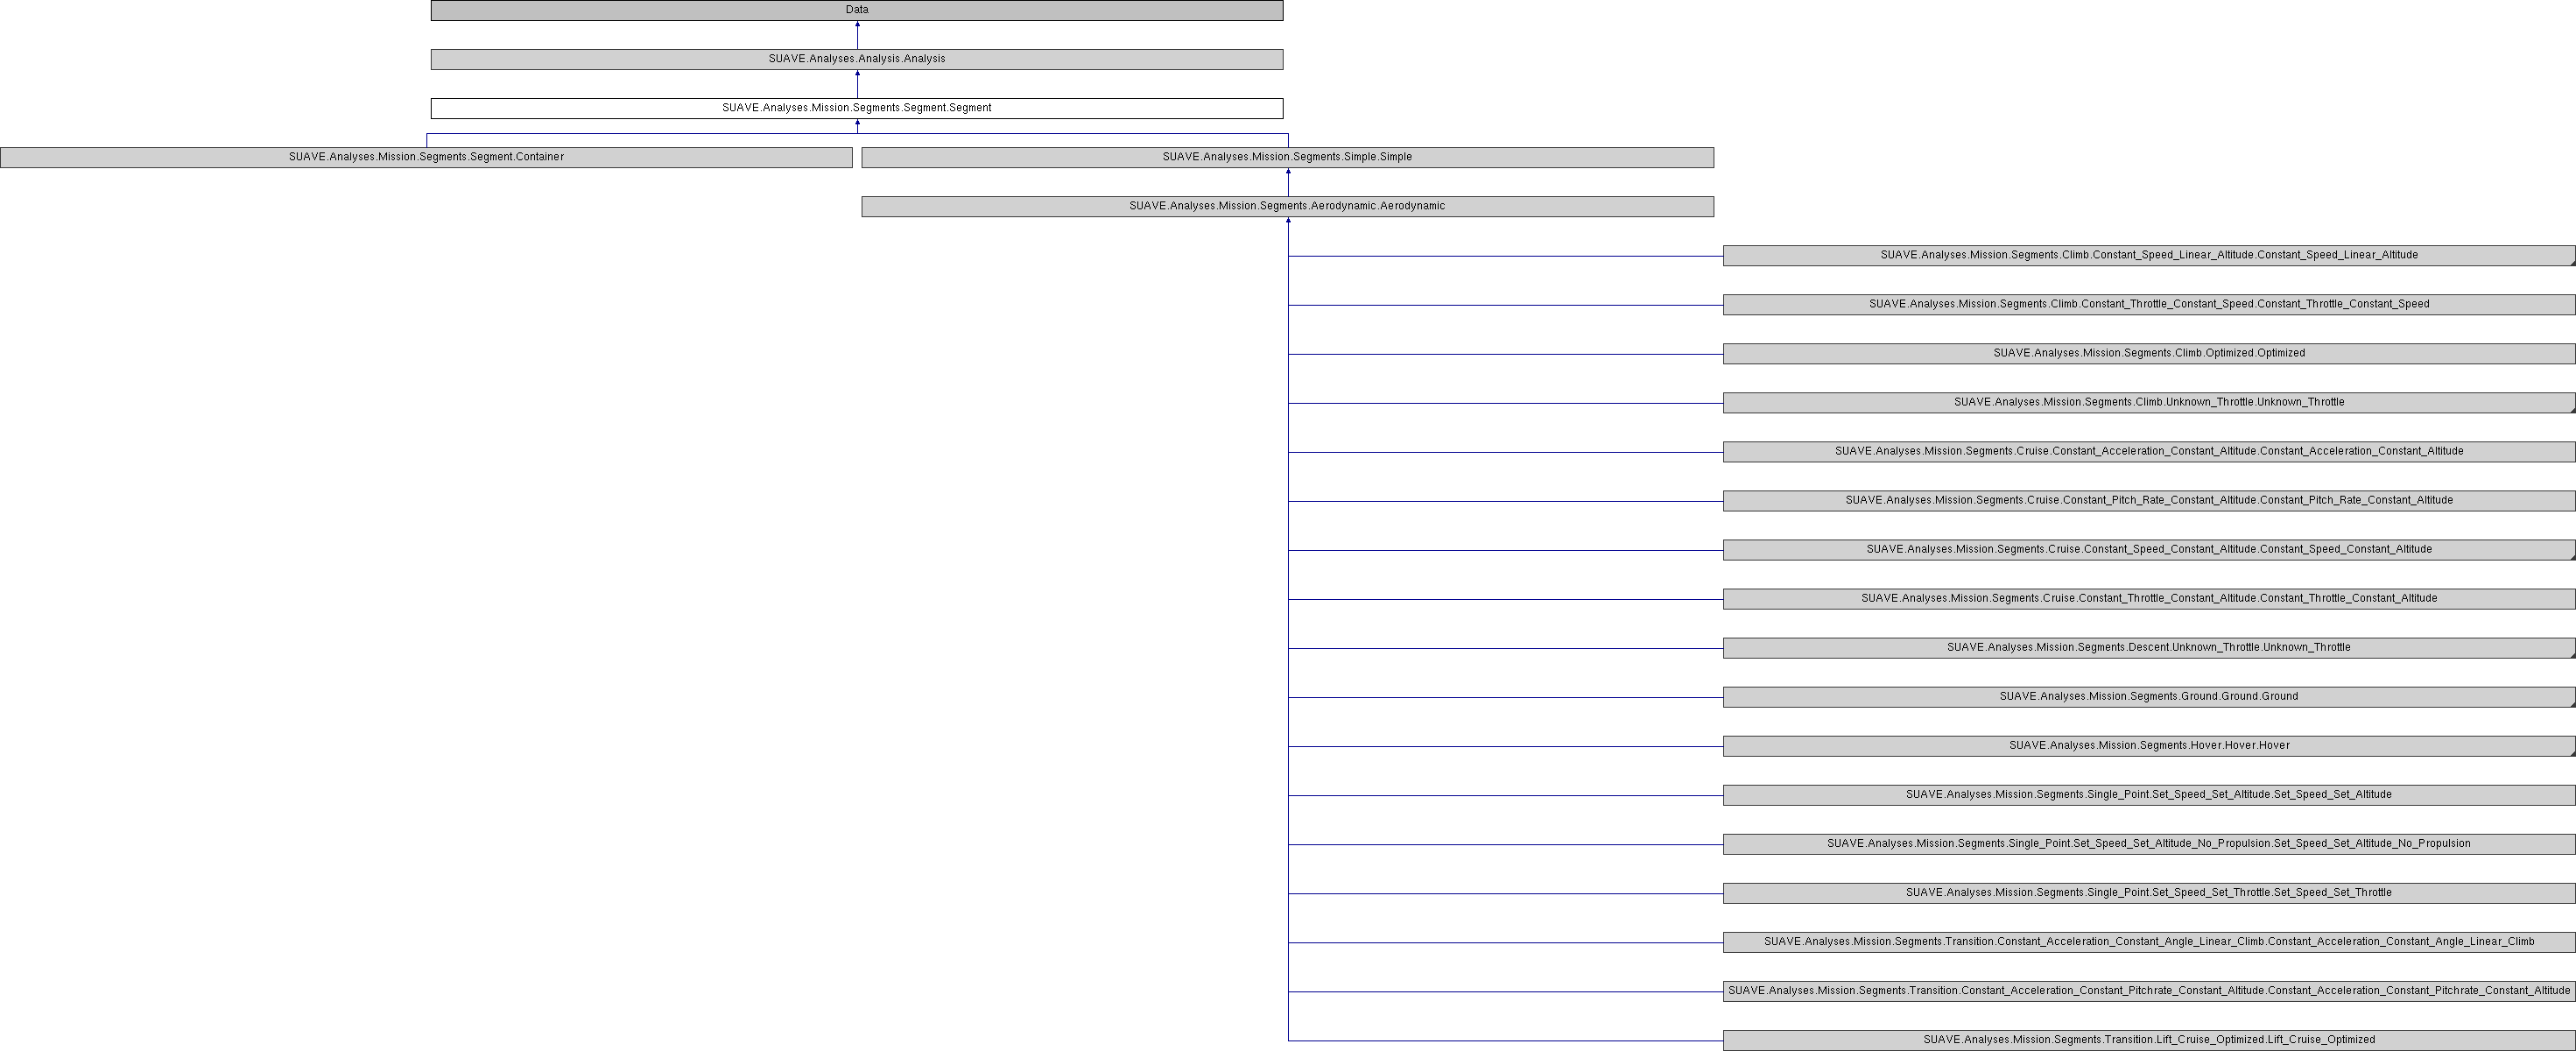 Data
SUAVE.Analyses.Analysis.Analysis
SUAVE.Analyses.Mission.Segments.Segment.Segment
SUAVE.Analyses.Mission.Segments.Segment.Container
SUAVE.Analyses.Mission.Segments.Simple.Simple
SUAVE.Analyses.Mission.Segments.Aerodynamic.Aerodynamic
SUAVE.Analyses.Mission.Segments.Climb.Constant_Speed_Linear_Altitude.Constant_Speed_Linear_Altitude
SUAVE.Analyses.Mission.Segments.Climb.Constant_Throttle_Constant_Speed.Constant_Throttle_Constant_Speed
SUAVE.Analyses.Mission.Segments.Climb.Optimized.Optimized
SUAVE.Analyses.Mission.Segments.Climb.Unknown_Throttle.Unknown_Throttle
SUAVE.Analyses.Mission.Segments.Cruise.Constant_Acceleration_Constant_Altitude.Constant_Acceleration_Constant_Altitude
SUAVE.Analyses.Mission.Segments.Cruise.Constant_Pitch_Rate_Constant_Altitude.Constant_Pitch_Rate_Constant_Altitude
SUAVE.Analyses.Mission.Segments.Cruise.Constant_Speed_Constant_Altitude.Constant_Speed_Constant_Altitude
SUAVE.Analyses.Mission.Segments.Cruise.Constant_Throttle_Constant_Altitude.Constant_Throttle_Constant_Altitude
SUAVE.Analyses.Mission.Segments.Descent.Unknown_Throttle.Unknown_Throttle
SUAVE.Analyses.Mission.Segments.Ground.Ground.Ground
SUAVE.Analyses.Mission.Segments.Hover.Hover.Hover
SUAVE.Analyses.Mission.Segments.Single_Point.Set_Speed_Set_Altitude.Set_Speed_Set_Altitude
SUAVE.Analyses.Mission.Segments.Single_Point.Set_Speed_Set_Altitude_No_Propulsion.Set_Speed_Set_Altitude_No_Propulsion
SUAVE.Analyses.Mission.Segments.Single_Point.Set_Speed_Set_Throttle.Set_Speed_Set_Throttle
SUAVE.Analyses.Mission.Segments.Transition.Constant_Acceleration_Constant_Angle_Linear_Climb.Constant_Acceleration_Constant_Angle_Linear_Climb
SUAVE.Analyses.Mission.Segments.Transition.Constant_Acceleration_Constant_Pitchrate_Constant_Altitude.Constant_Acceleration_Constant_Pitchrate_Constant_Altitude
SUAVE.Analyses.Mission.Segments.Transition.Lift_Cruise_Optimized.Lift_Cruise_Optimized